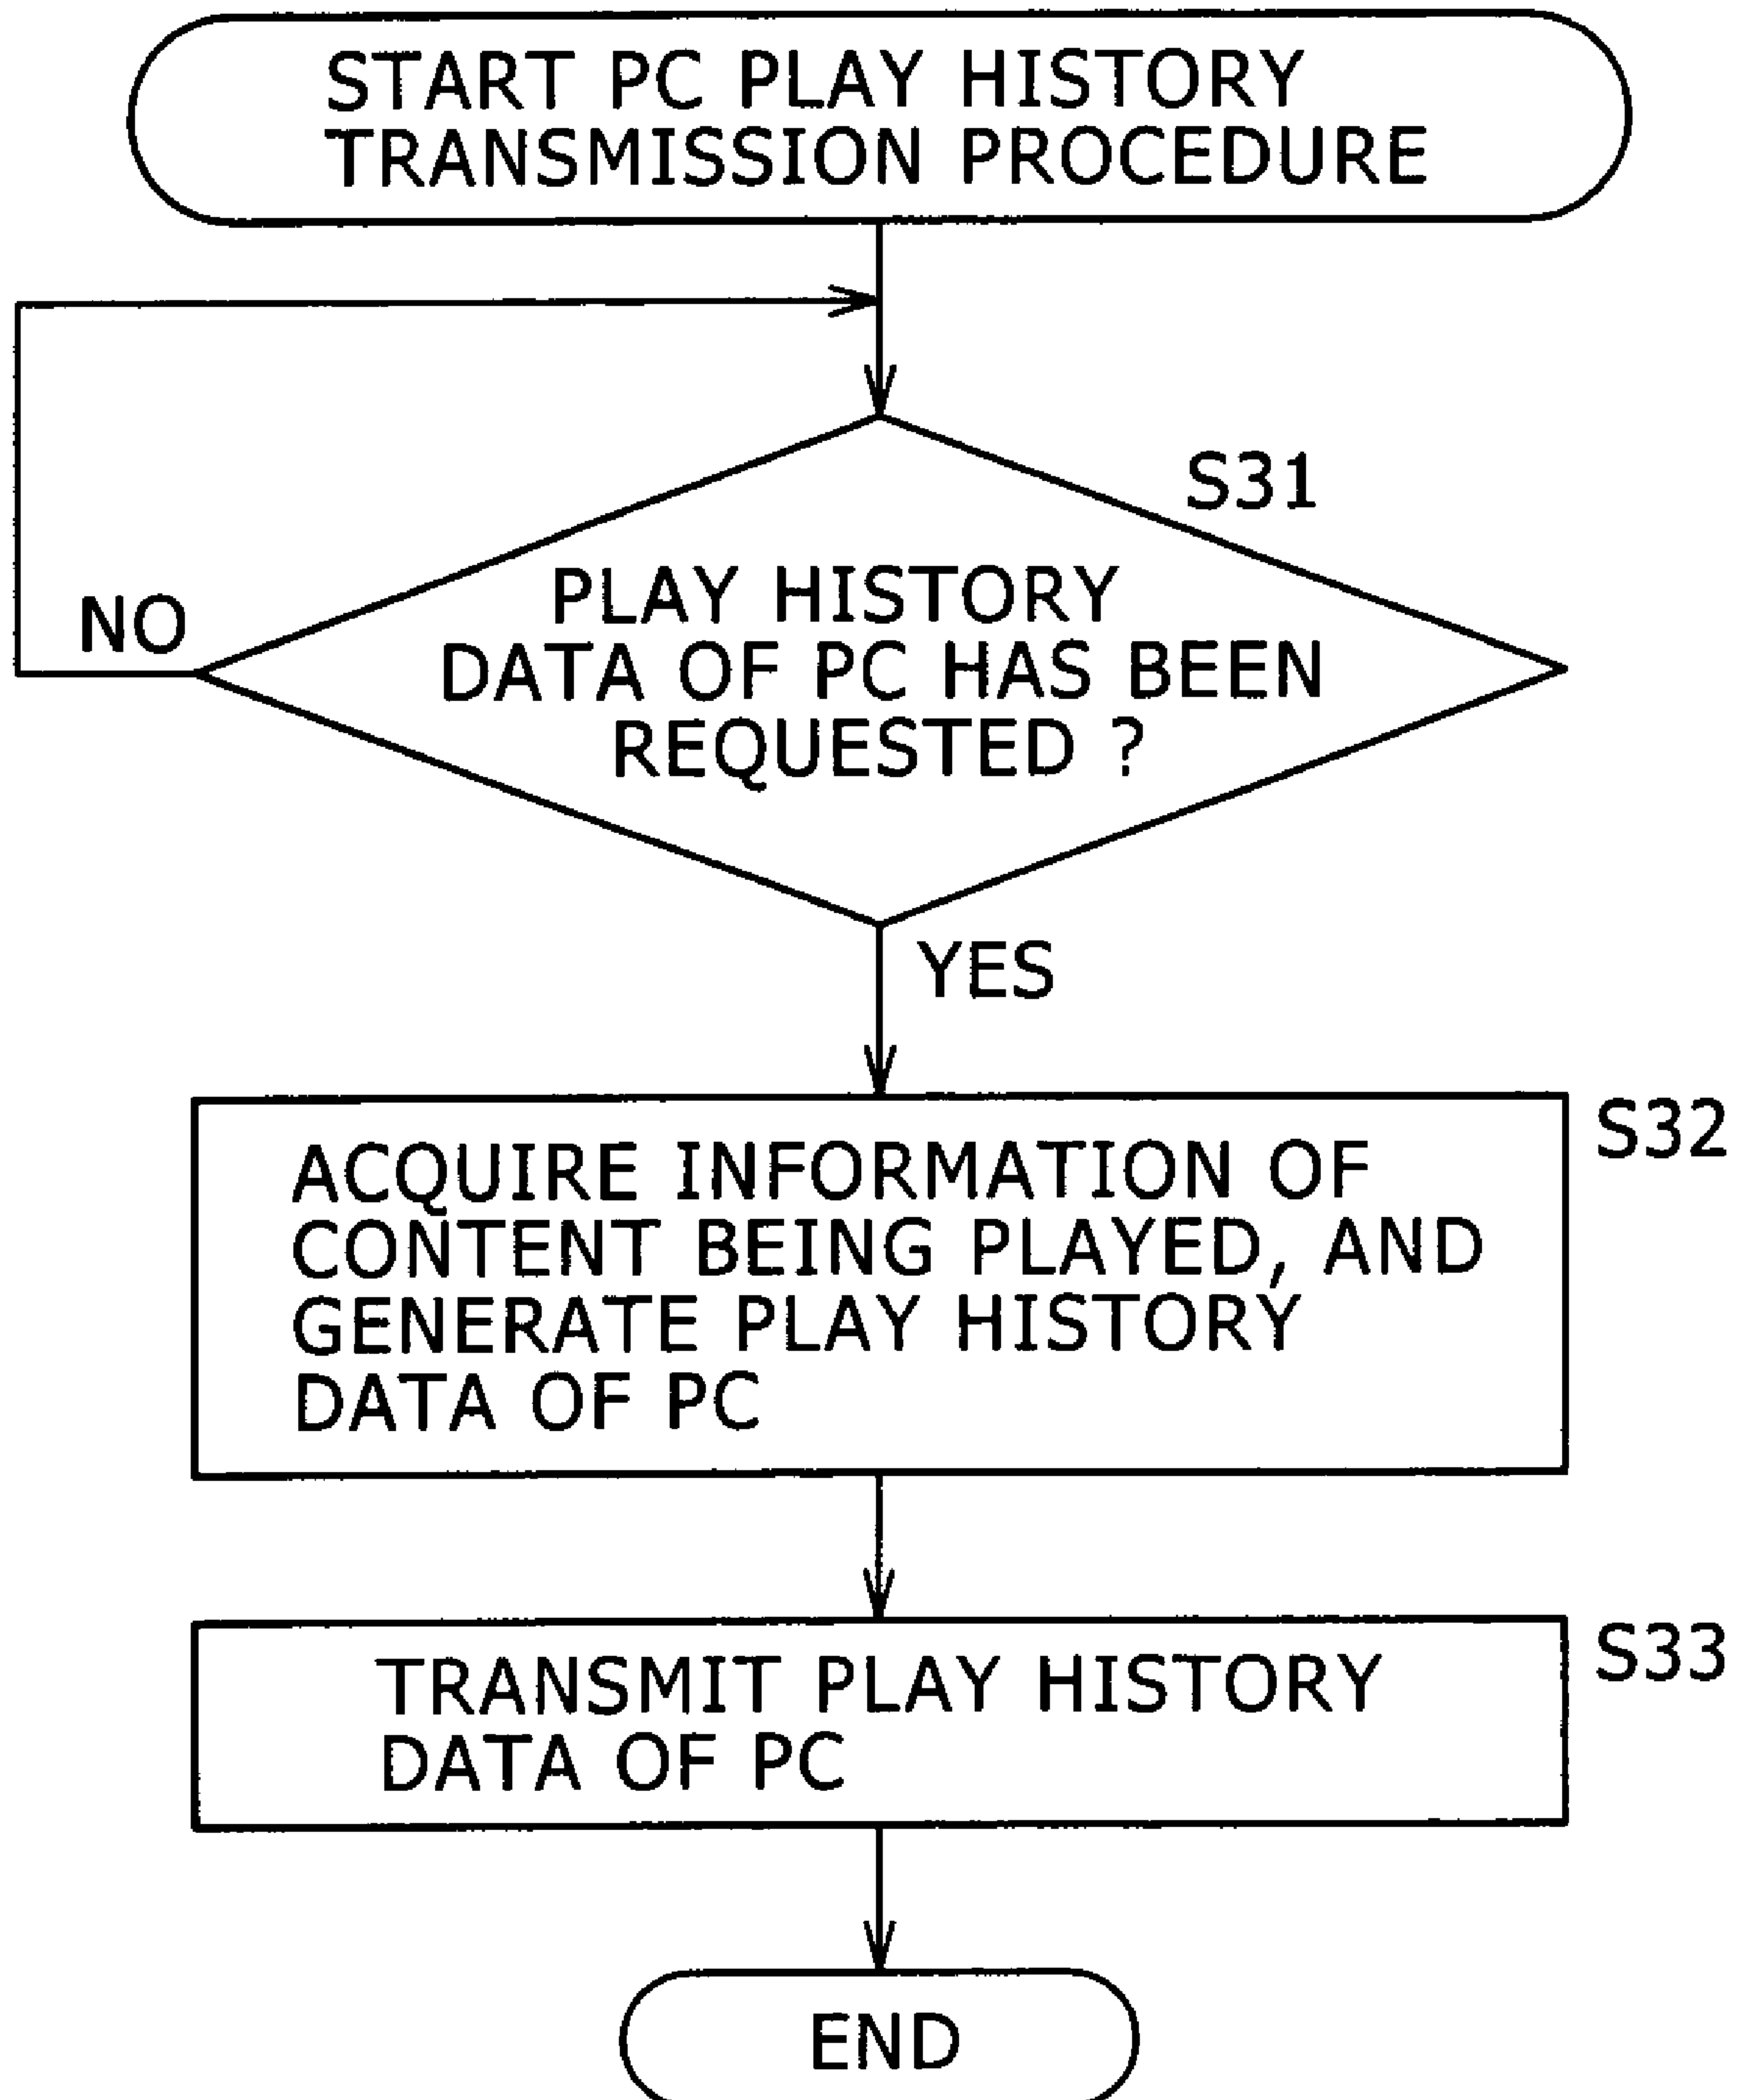 START PC PLAY HISTORY
TRANSMISSION PROCEDURE
S31
PLAY HISTORY
DATA OF PC HAS BEEN
REQUESTED ?
NO
YES
S32
ACQUIRE INFORMATION OF
CONTENT BEING PLAYED, AND
GENERATE PLAY HISTORY
DATA OF PC
S33
TRANSMIT PLAY HISTORY
DATA OF PC
END